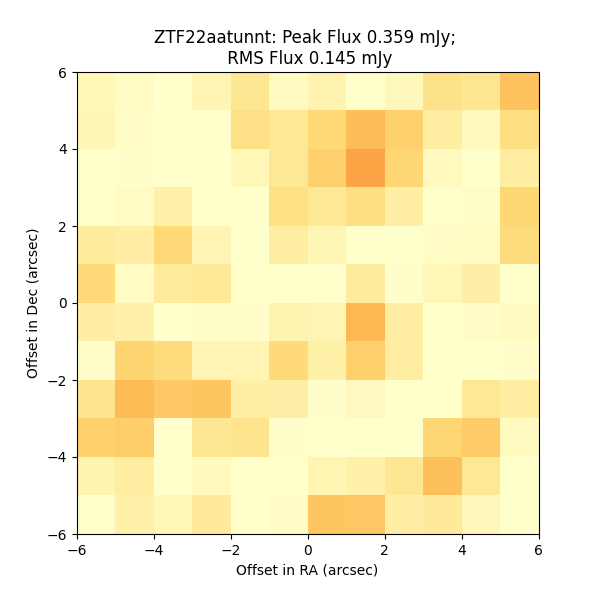 ZTF22aatunnt: Peak Flux 0.359 mJy;
RMS Flux 0.145 mJy
6
4
2
0
−2
−4
−6
Offset in Dec (arcsec)
−6 −4 −2 0 2 4 6
Offset in RA (arcsec)